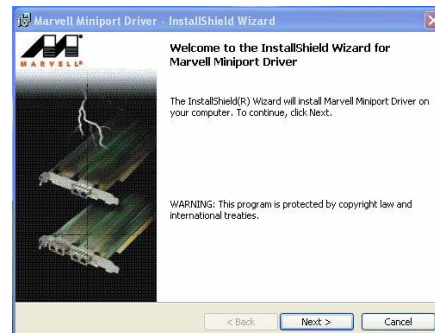 Marvell Miniport Driver - InstallShield Wizard
MARVELL®
Welcome to the InstallShield Wizard for
Marvell Miniport Driver
The InstallShield(R) Wizard will install Marvell Miniport Driver on
your computer. To continue, click Next.
WARNING: This program is protected by copyright law and
international treaties.
< Back
Next >
Cancel